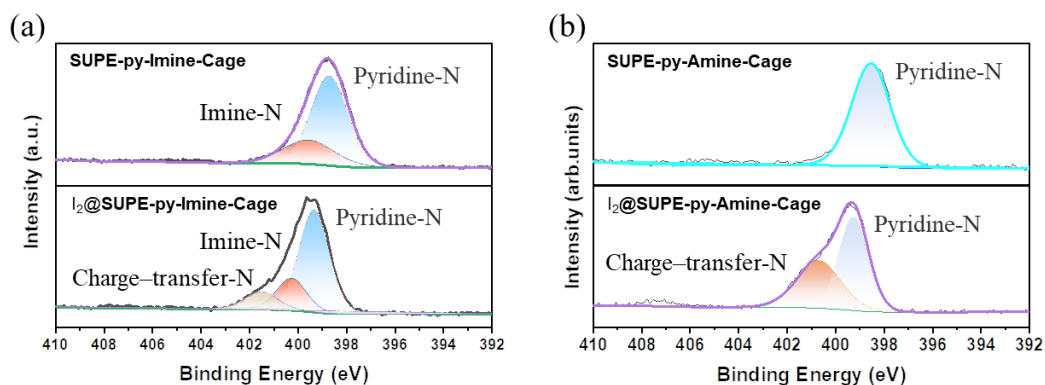 (a)
SUPE-py-Imine-Cage
Pyridine-N
Imine-N
I₂@SUPE-py-Imine-Cage
Pyridine-N
Imine-N
Charge–transfer-N
Intensity (a.u.)
410 408 406 404 402 400 398 396 394 392
Binding Energy (eV)
(b)
SUPE-py-Amine-Cage
I₂@SUPE-py-Amine-Cage
Pyridine-N
Charge–transfer-N
Intensity (arb.units)
410 408 406 404 402 400 398 396 394 392
Binding Energy (eV)